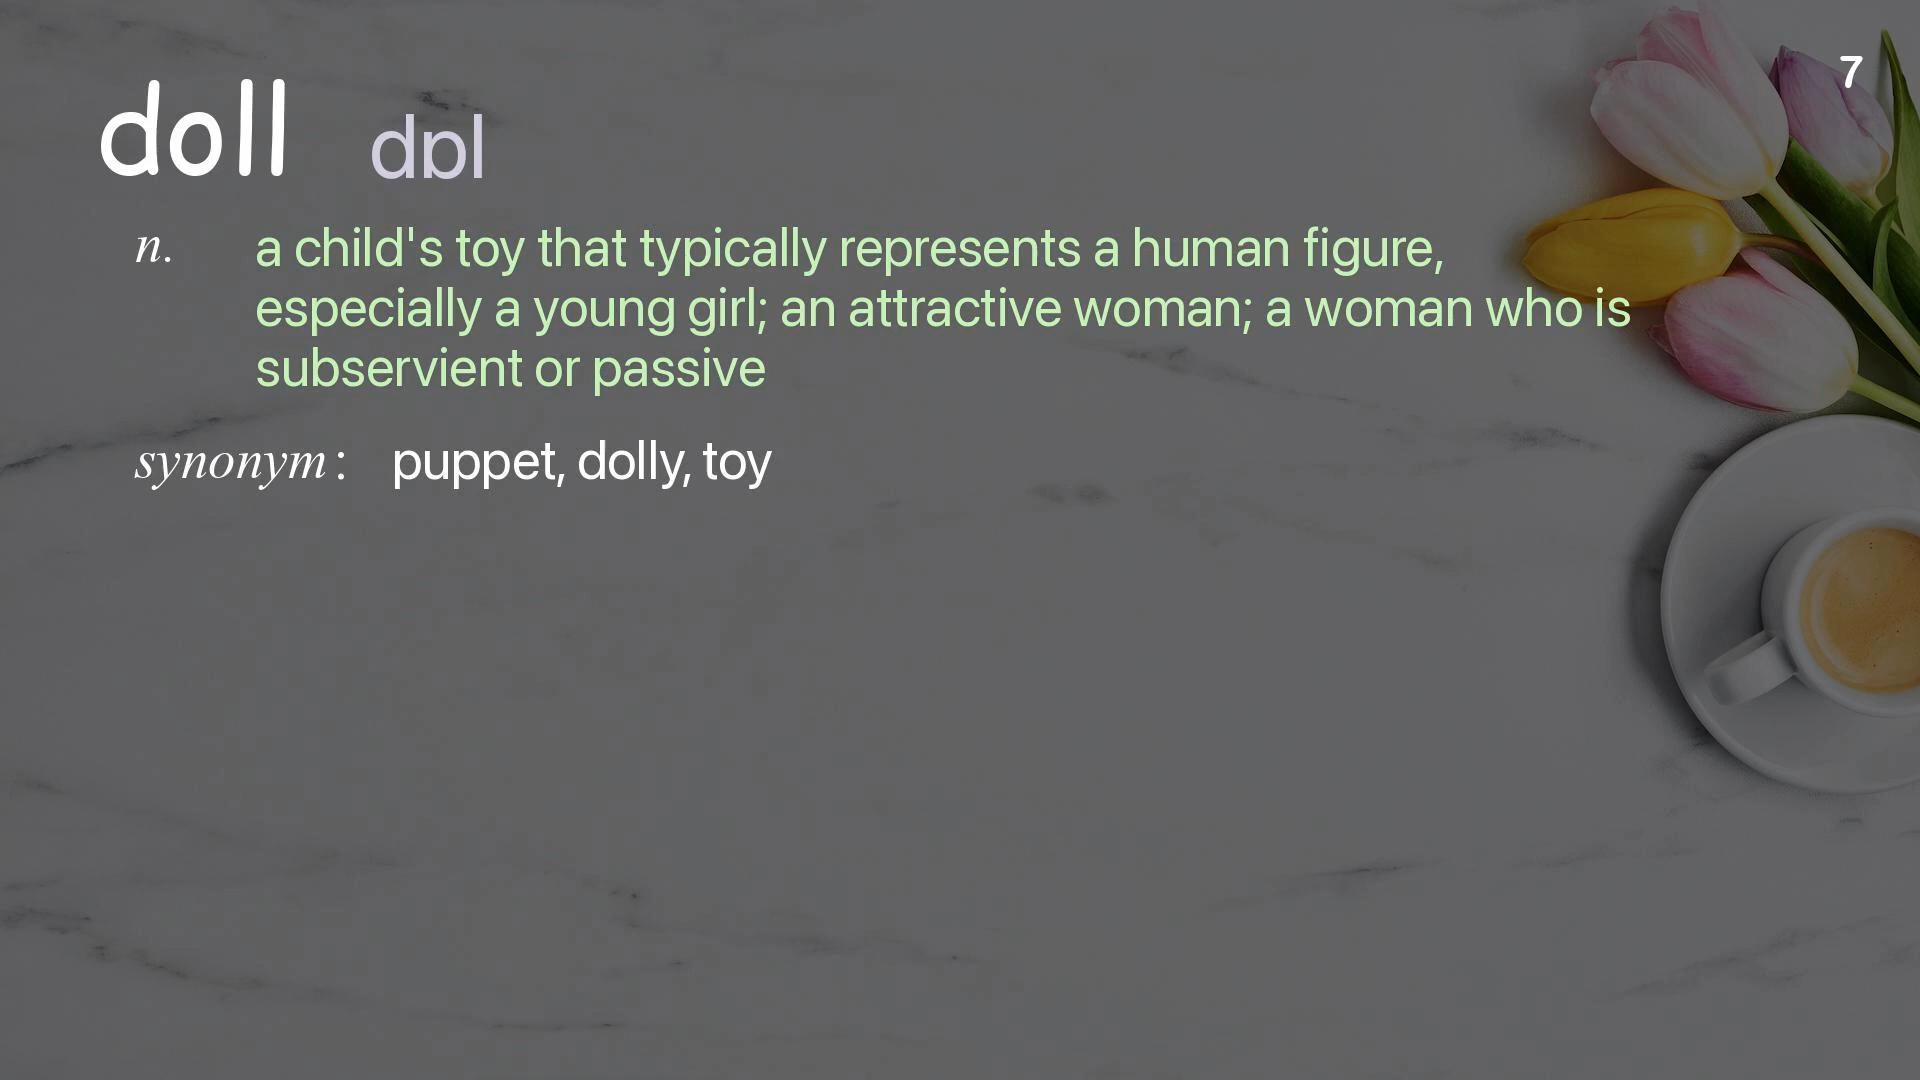 7
doll dɒl
n. a child's toy that typically represents a human figure,
especially a young girl; an attractive woman; a woman who is
subservient or passive
synonym: puppet, dolly, toy